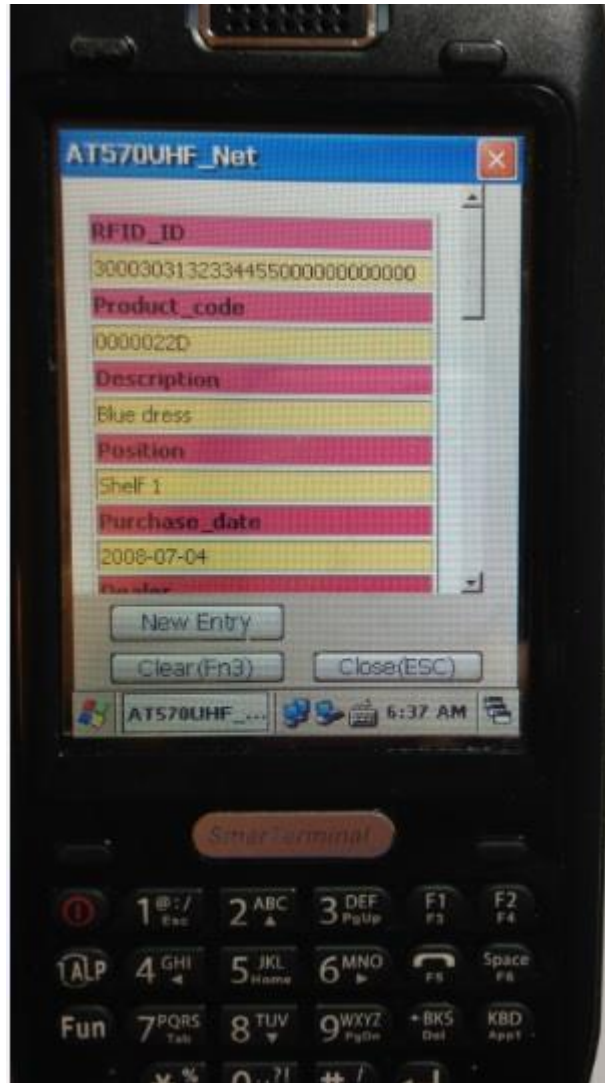 AT570UHF_Net
RFID_ID
300030313233445500000000000
Product_code
0000022D
Description
Blue dress
Position
Shelf 1
Purchase_date
2008-07-04
Dealer
New Entry
Clear(Fn3) Close(ESC)
AT570UHF_... 6:37 AM
SmarTerminal
1 @:/ Esc 2 ABC 3 DEF PgUp F1 F3 F2 F4
ALP 4 GHI 5 JKL Home 6 MNO F5 Space F6
Fun 7 PQRS Tab 8 TUV 9 WXYZ PgDn BKS Del KBD App1